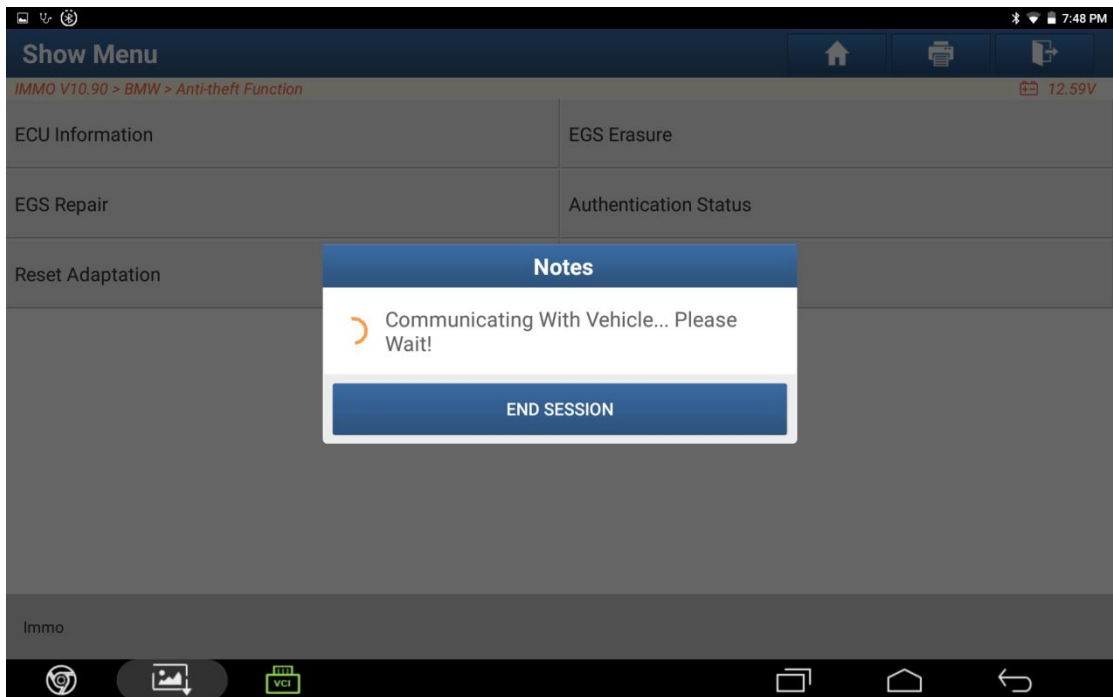 7:48 PM
Show Menu
IMMO V10.90 > BMW > Anti-theft Function
12.59V
ECU Information
EGS Erasure
EGS Repair
Authentication Status
Reset Adaptation
Notes
Communicating With Vehicle... Please
Wait!
END SESSION
Immo
VCI